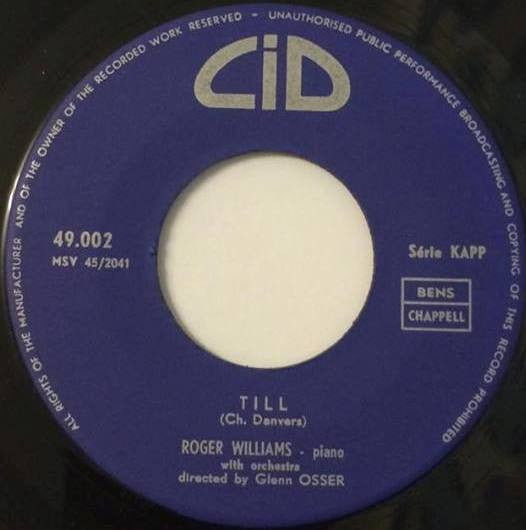 ALL RIGHTS OF THE MANUFACTURER AND OF THE OWNER OF THE RECORDED WORK RESERVED - UNAUTHORISED PUBLIC PERFORMANCE BROADCASTING AND COPYING OF THIS RECORD PROHIBITED
CiD
49.002
MSV 45/2041
Série KAPP
BENS
CHAPPELL
TILL
(Ch. Danvers)
ROGER WILLIAMS - piano
with orchestra
directed by Glenn OSSER